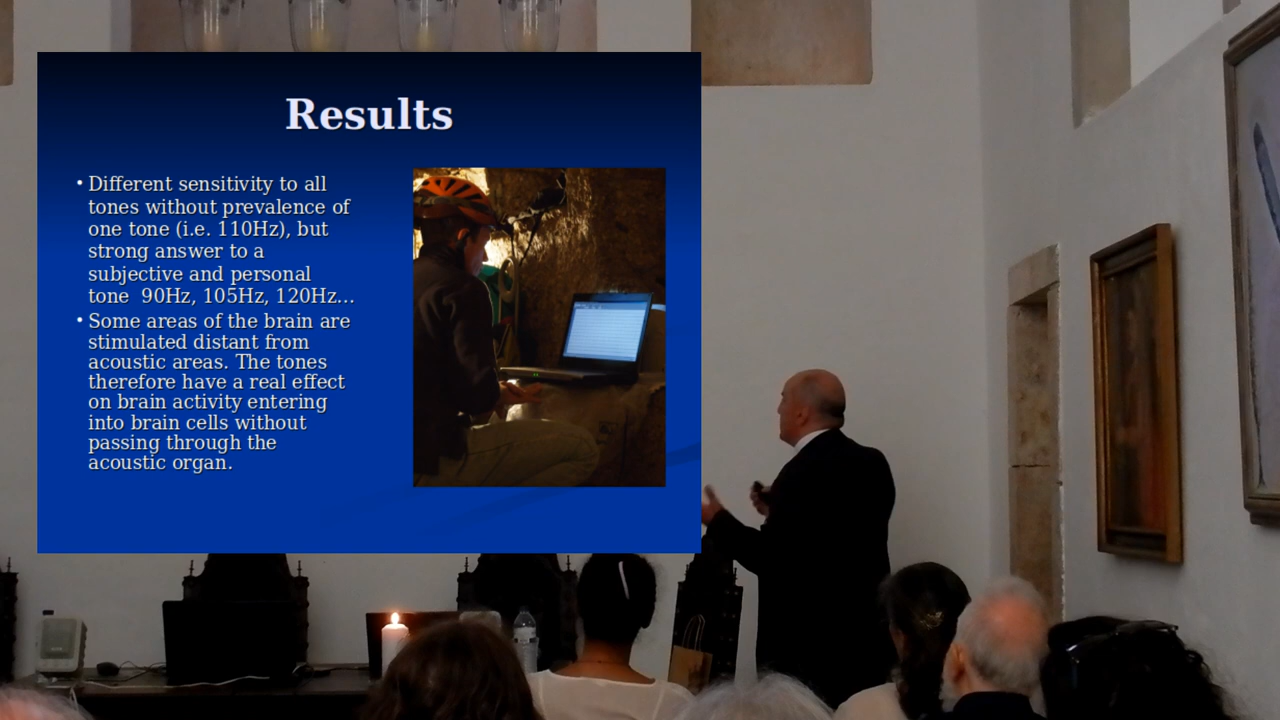 Results
• Different sensitivity to all
tones without prevalence of
one tone (i.e. 110Hz), but
strong answer to a
subjective and personal
tone  90Hz, 105Hz, 120Hz...
• Some areas of the brain are
stimulated distant from
acoustic areas. The tones
therefore have a real effect
on brain activity entering
into brain cells without
passing through the
acoustic organ.